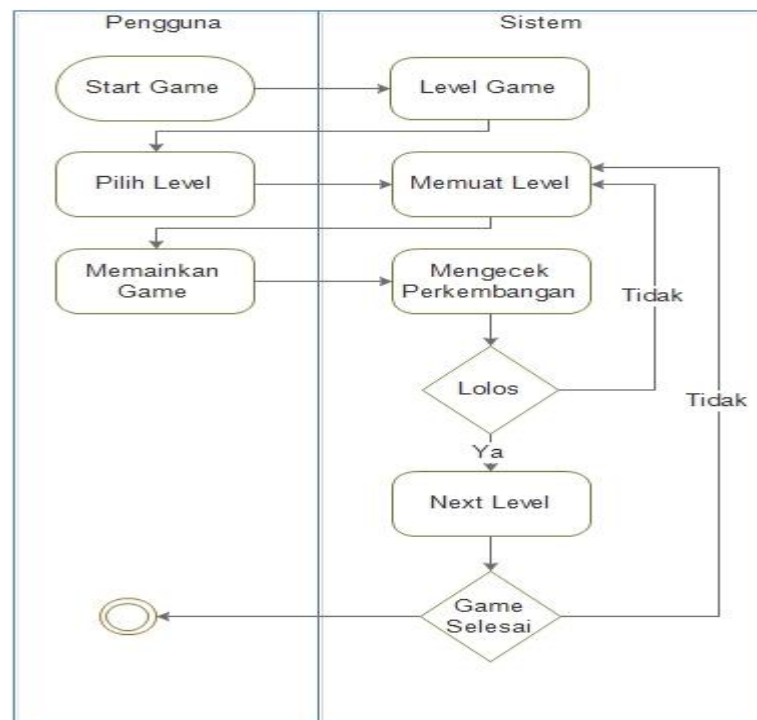 Pengguna
Sistem
Start Game
Level Game
Pilih Level
Memuat Level
Memainkan
Game
Mengecek
Perkembangan
Tidak
Lolos
Tidak
Ya
Next Level
Game
Selesai